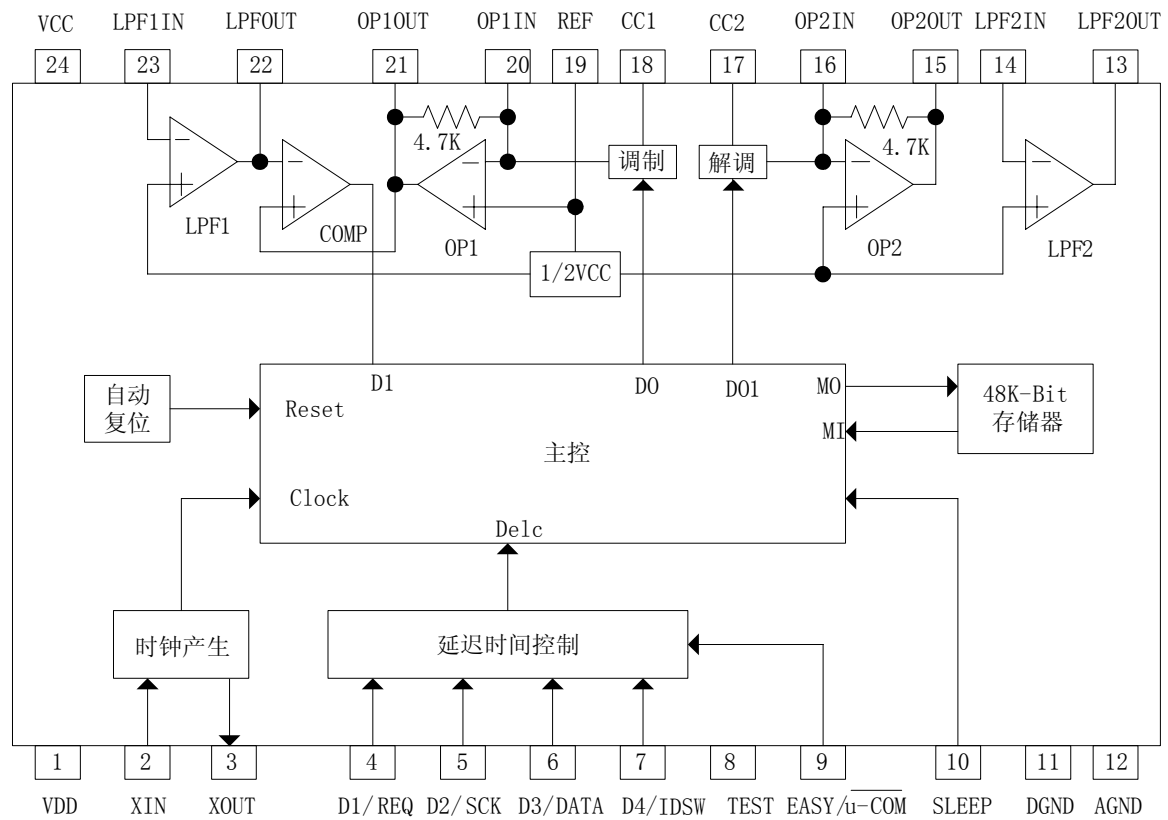 VCC LPF1IN LPFOUT OP1OUT OP1IN REF CC1 CC2 OP2IN OP2OUT LPF2IN LPF2OUT
24 23 22 21 20 19 18 17 16 15 14 13
4.7K 4.7K
调制 解调
LPF1 COMP OP1 OP2 LPF2
1/2VCC
D1 DO DO1 MO
自动
复位
Reset
48K-Bit
存储器
MI
主控
Clock
Delc
时钟产生 延迟时间控制
1 2 3 4 5 6 7 8 9 10 11 12
VDD XIN XOUT D1/REQ D2/SCK D3/DATA D4/IDSW TEST EASY/u-COM SLEEP DGND AGND